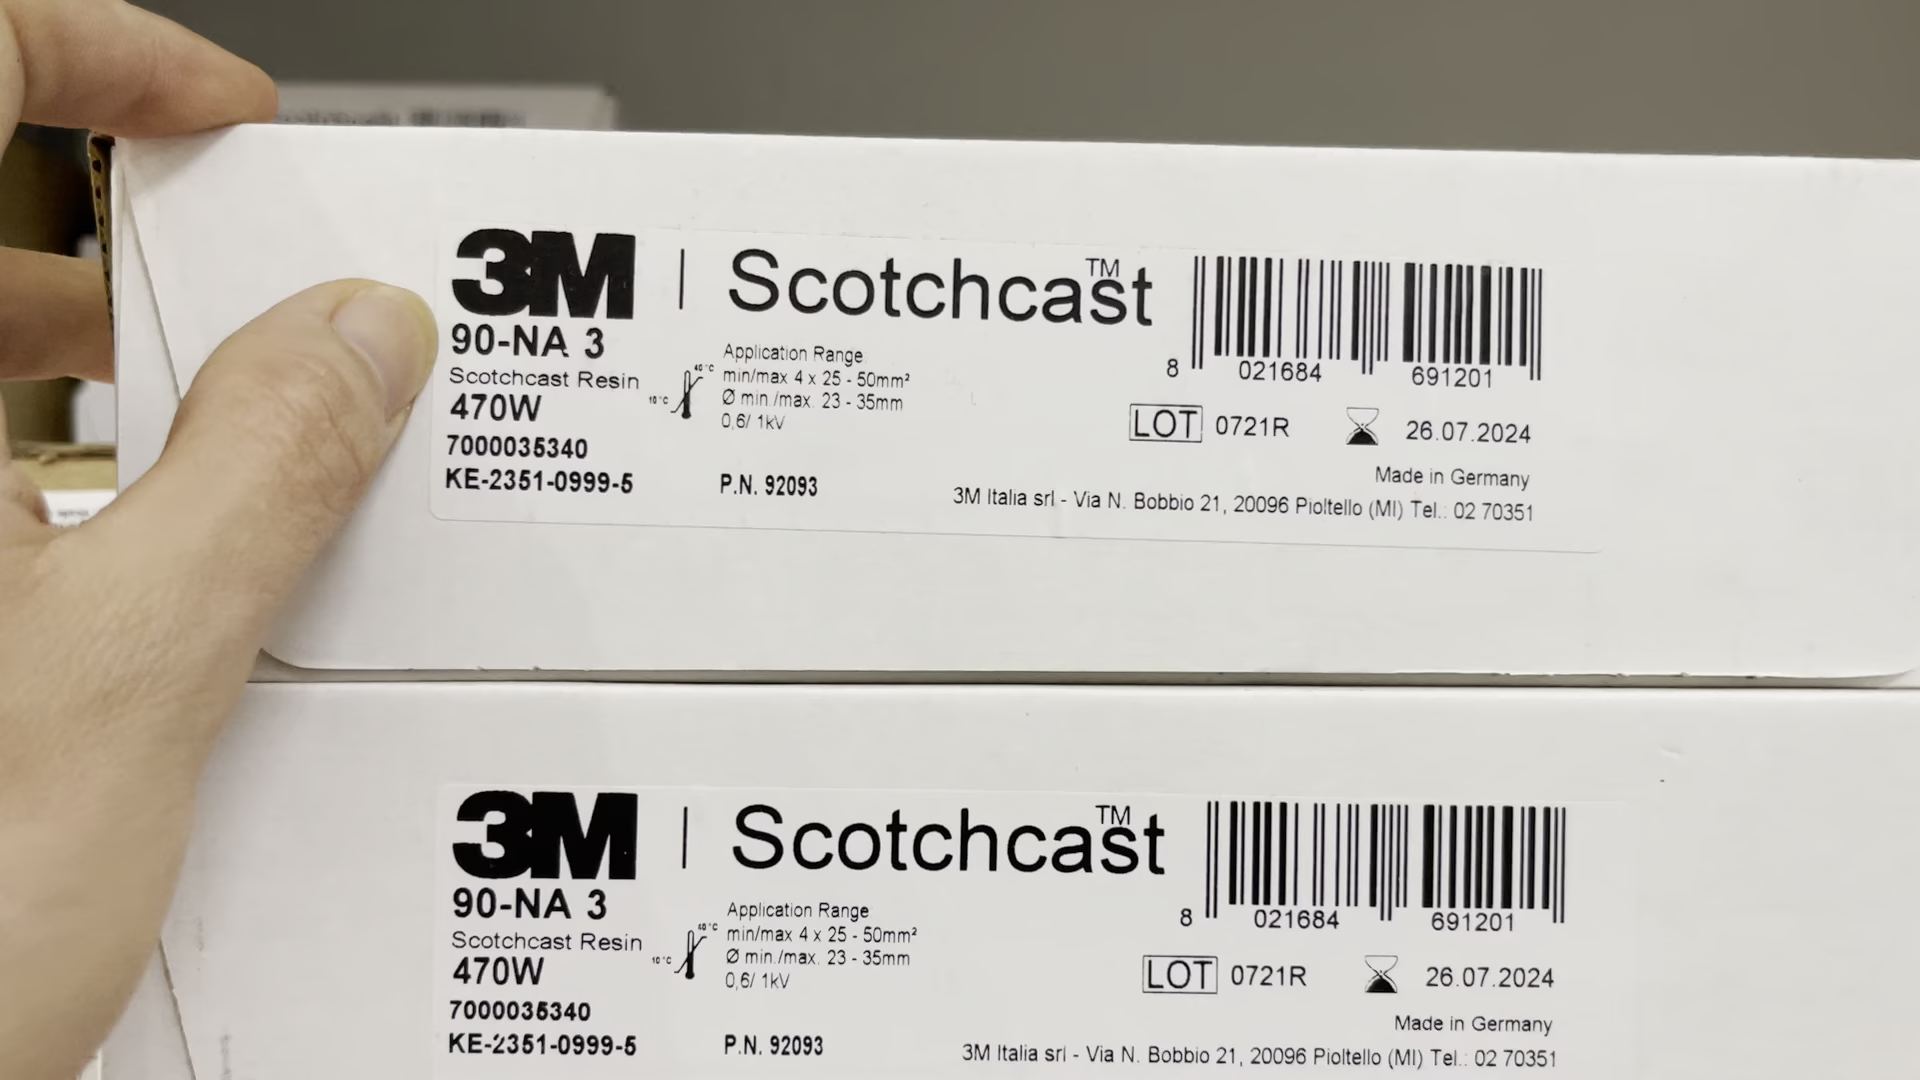 3M | Scotchcast™
90-NA 3
Scotchcast Resin
470W
7000035340
KE-2351-0999-5
40°C
10°C
Application Range
min/max 4 x 25 - 50mm²
Ø min./max. 23 - 35mm
0,6/ 1kV
P.N. 92093
8 021684 691201
LOT 0721R 26.07.2024
Made in Germany
3M Italia srl - Via N. Bobbio 21, 20096 Pioltello (MI) Tel.: 02 70351
3M | Scotchcast™
90-NA 3
Scotchcast Resin
470W
7000035340
KE-2351-0999-5
40°C
10°C
Application Range
min/max 4 x 25 - 50mm²
Ø min./max. 23 - 35mm
0,6/ 1kV
P.N. 92093
8 021684 691201
LOT 0721R 26.07.2024
Made in Germany
3M Italia srl - Via N. Bobbio 21, 20096 Pioltello (MI) Tel.: 02 70351